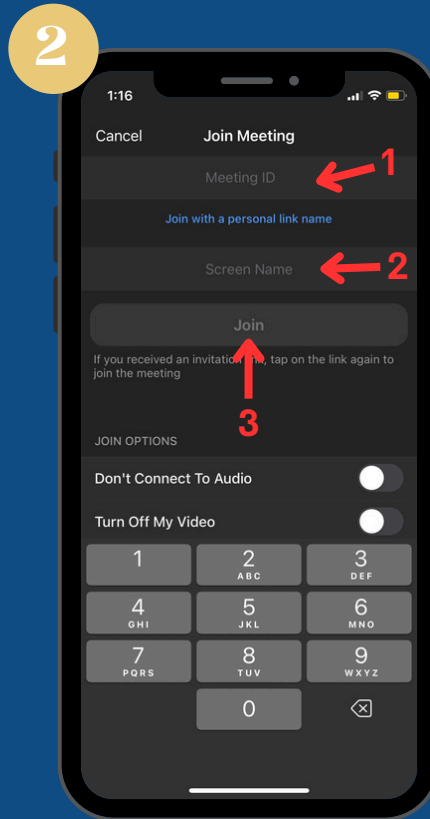 2
1:16
Cancel Join Meeting
Meeting ID
1
Join with a personal link name
Screen Name
2
Join
If you received an invitation, tap on the link again to
join the meeting
3
JOIN OPTIONS
Don't Connect To Audio
Turn Off My Video
1 2 3
ABC DEF
4 5 6
GHI JKL MNO
7 8 9
PQRS TUV WXYZ
0